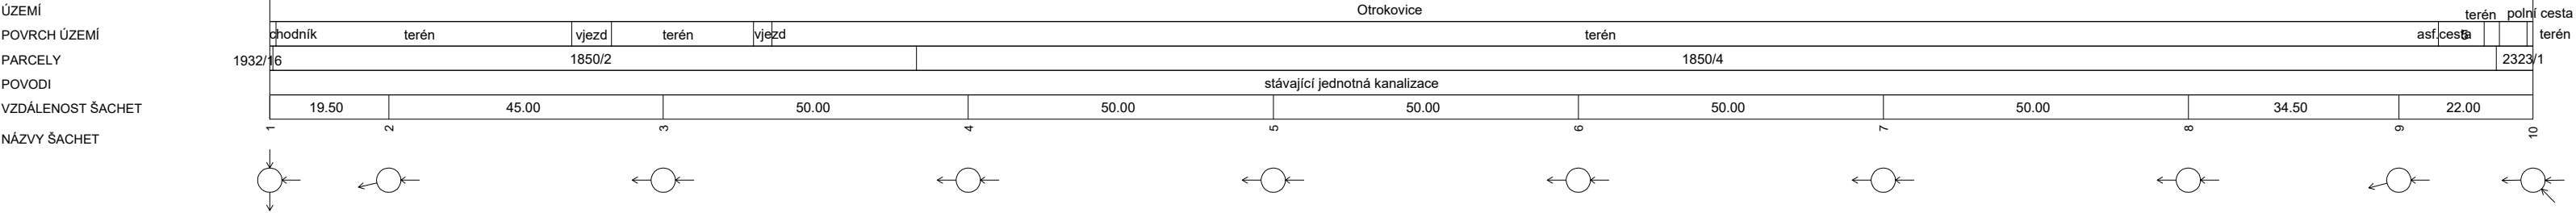 ÚZEMÍ Otrokovice
terén polní cesta
POVRCH ÚZEMÍ chodník terén vjezd terén vjezd terén asf.cesta terén
PARCELY 1932/16 1850/2 1850/4 2323/1
POVODI stávající jednotná kanalizace
VZDÁLENOST ŠACHET 19.50 45.00 50.00 50.00 50.00 50.00 50.00 34.50 22.00
1 2 3 4 5 6 7 8 9 10
NÁZVY ŠACHET